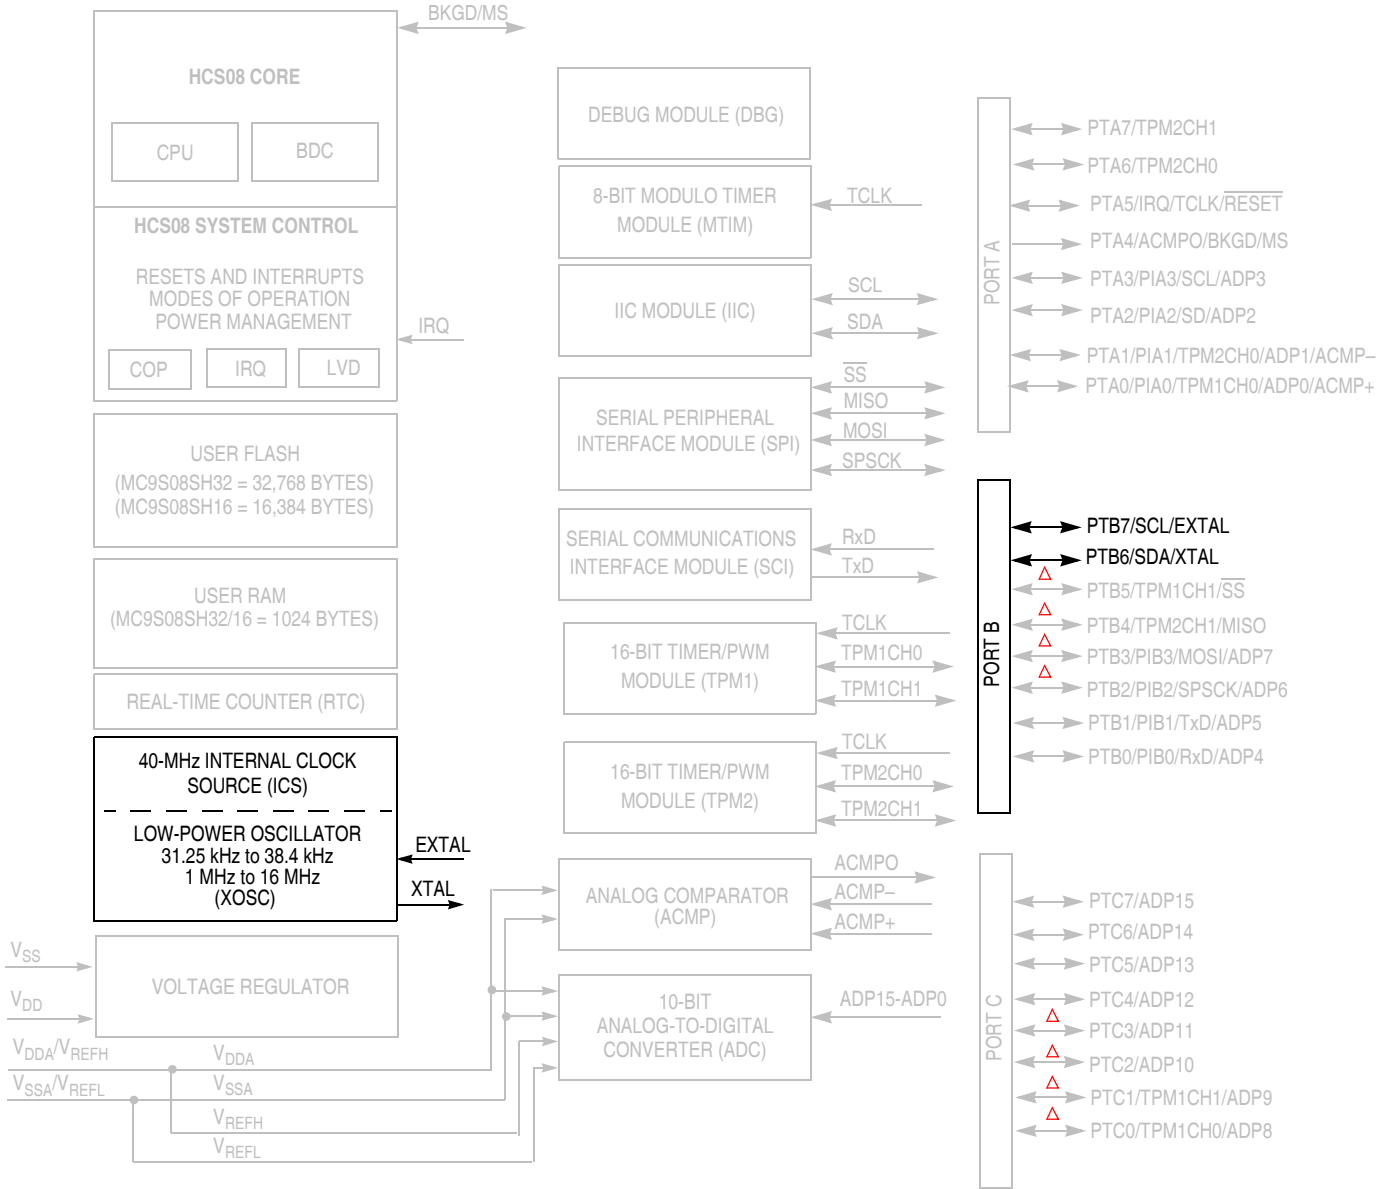 BKGD/MS
HCS08 CORE
CPU
BDC
HCS08 SYSTEM CONTROL
RESETS AND INTERRUPTS
MODES OF OPERATION
POWER MANAGEMENT
IRQ
COP
IRQ
LVD
USER FLASH
(MC9S08SH32 = 32,768 BYTES)
(MC9S08SH16 = 16,384 BYTES)
USER RAM
(MC9S08SH32/16 = 1024 BYTES)
REAL-TIME COUNTER (RTC)
40-MHz INTERNAL CLOCK
SOURCE (ICS)
LOW-POWER OSCILLATOR
31.25 kHz to 38.4 kHz
1 MHz to 16 MHz
(XOSC)
EXTAL
XTAL
VSS
VDD
VOLTAGE REGULATOR
VDDA/VREFH
VSSA/VREFL
VDDA
VSSA
VREFH
VREFL
DEBUG MODULE (DBG)
8-BIT MODULO TIMER
MODULE (MTIM)
TCLK
IIC MODULE (IIC)
SCL
SDA
SERIAL PERIPHERAL
INTERFACE MODULE (SPI)
SS
MISO
MOSI
SPSCK
SERIAL COMMUNICATIONS
INTERFACE MODULE (SCI)
RxD
TxD
16-BIT TIMER/PWM
MODULE (TPM1)
TCLK
TPM1CH0
TPM1CH1
16-BIT TIMER/PWM
MODULE (TPM2)
TCLK
TPM2CH0
TPM2CH1
ANALOG COMPARATOR
(ACMP)
ACMPO
ACMP–
ACMP+
10-BIT
ANALOG-TO-DIGITAL
CONVERTER (ADC)
ADP15-ADP0
PORT A
PTA7/TPM2CH1
PTA6/TPM2CH0
PTA5/IRQ/TCLK/RESET
PTA4/ACMPO/BKGD/MS
PTA3/PIA3/SCL/ADP3
PTA2/PIA2/SD/ADP2
PTA1/PIA1/TPM2CH0/ADP1/ACMP–
PTA0/PIA0/TPM1CH0/ADP0/ACMP+
PORT B
PTB7/SCL/EXTAL
PTB6/SDA/XTAL
PTB5/TPM1CH1/SS
PTB4/TPM2CH1/MISO
PTB3/PIB3/MOSI/ADP7
PTB2/PIB2/SPSCK/ADP6
PTB1/PIB1/TxD/ADP5
PTB0/PIB0/RxD/ADP4
PORT C
PTC7/ADP15
PTC6/ADP14
PTC5/ADP13
PTC4/ADP12
PTC3/ADP11
PTC2/ADP10
PTC1/TPM1CH1/ADP9
PTC0/TPM1CH0/ADP8